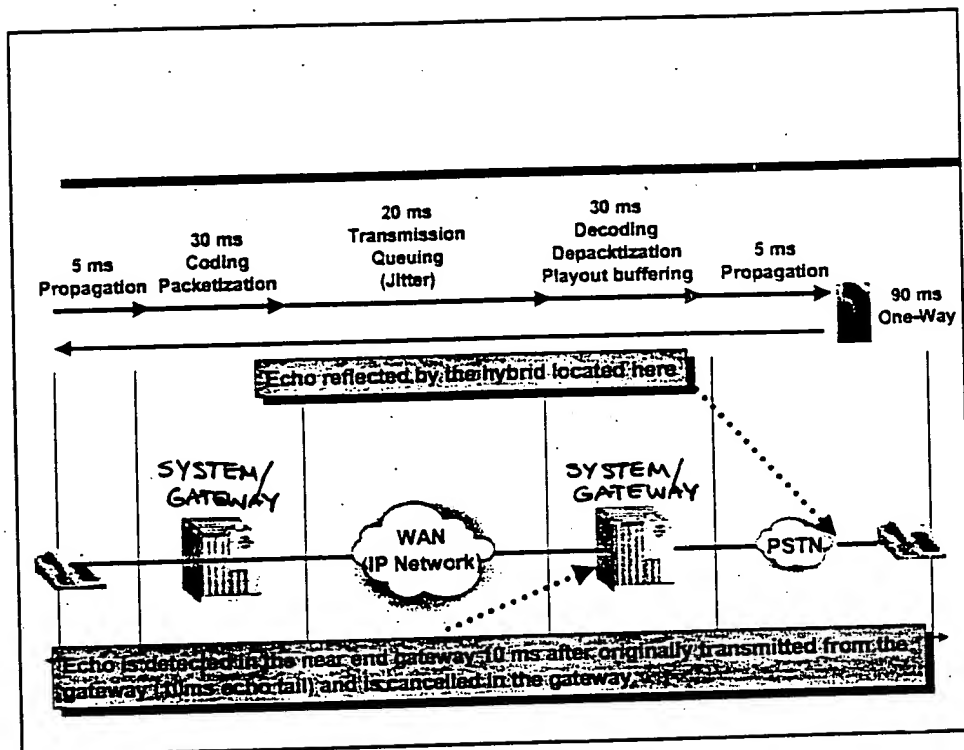 20 ms
Transmission
Queuing
(Jitter)
30 ms
Decoding
Depacktization
Playout buffering
30 ms
Coding
Packetization
5 ms
Propagation
5 ms
Propagation
90 ms
One-Way
Echo reflected by the hybrid located here
SYSTEM/
GATEWAY
SYSTEM/
GATEWAY
WAN
(IP Network)
PSTN
Echo is detected in the near end gateway 10 ms after originally transmitted from the
gateway (10ms echo tail) and is cancelled in the gateway